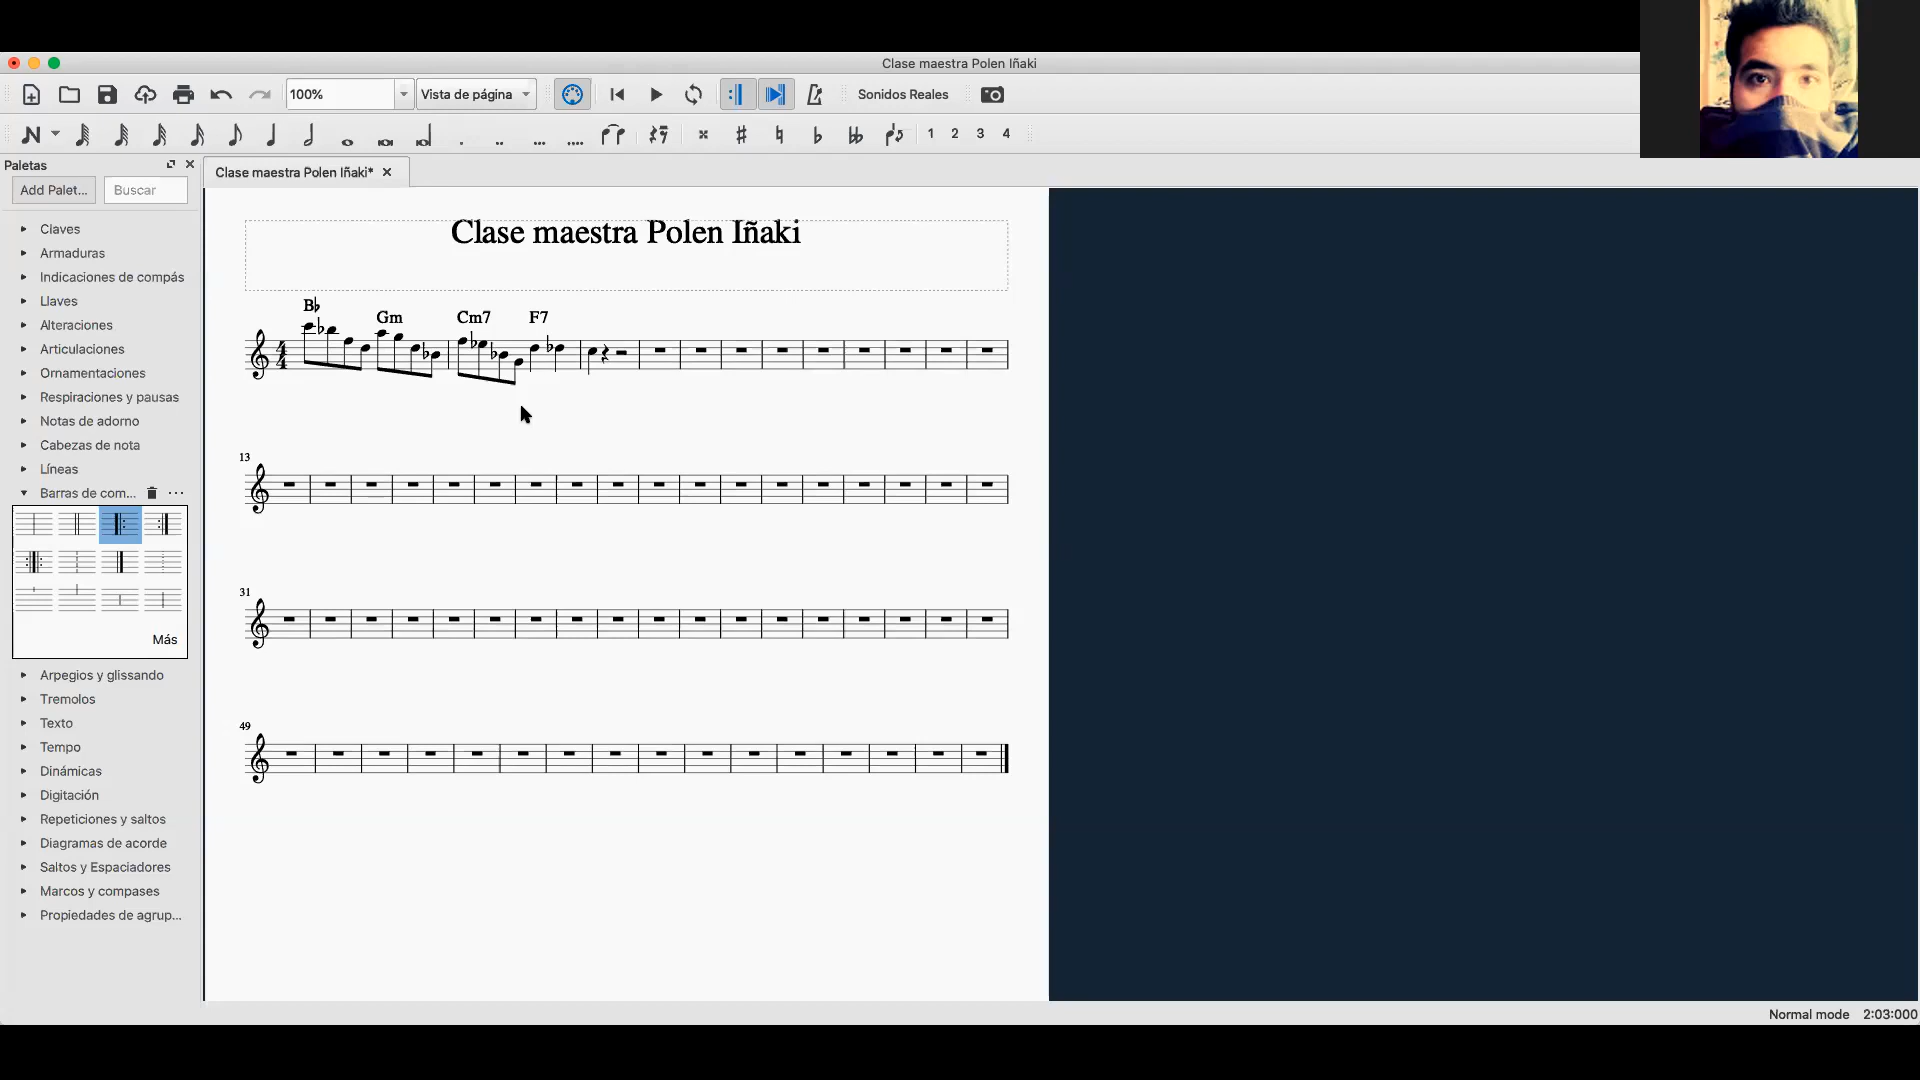 Clase maestra Polen Iñaki
100%
Vista de página
Sonidos Reales
1 2 3 4
Paletas
Clase maestra Polen Iñaki*
Add Palet...
Buscar
Claves
Armaduras
Indicaciones de compás
Llaves
Alteraciones
Articulaciones
Ornamentaciones
Respiraciones y pausas
Notas de adorno
Cabezas de nota
Líneas
Barras de com...
Más
Arpegios y glissando
Tremolos
Texto
Tempo
Dinámicas
Digitación
Repeticiones y saltos
Diagramas de acorde
Saltos y Espaciadores
Marcos y compases
Propiedades de agrup...
Clase maestra Polen Iñaki
B♭ Gm Cm7 F7
13
31
49
Normal mode 2:03:000